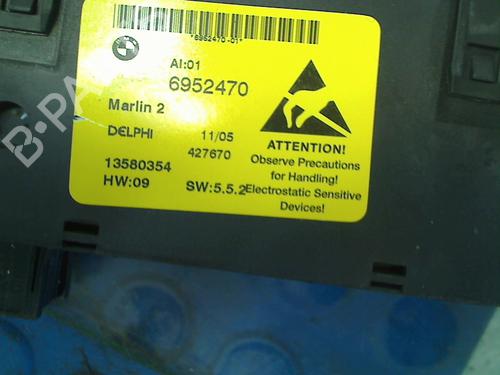 *6952470-01*
AI:01
6952470
Marlin 2
DELPHI 11/05
13580354 427670
HW:09 SW:5.5.2
ATTENTION!
Observe Precautions
for Handling!
Electrostatic Sensitive
Devices!
B-PA